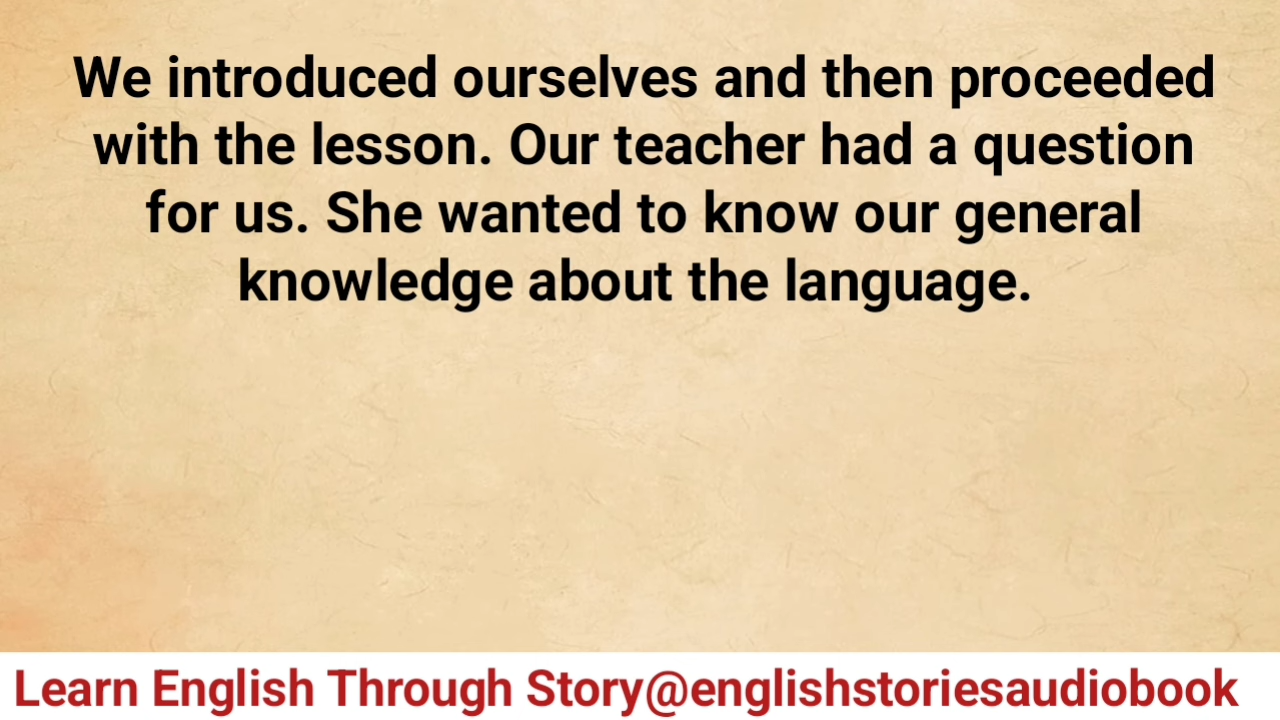 We introduced ourselves and then proceeded
with the lesson. Our teacher had a question
for us. She wanted to know our general
knowledge about the language.
Learn English Through Story@englishstoriesaudiobook